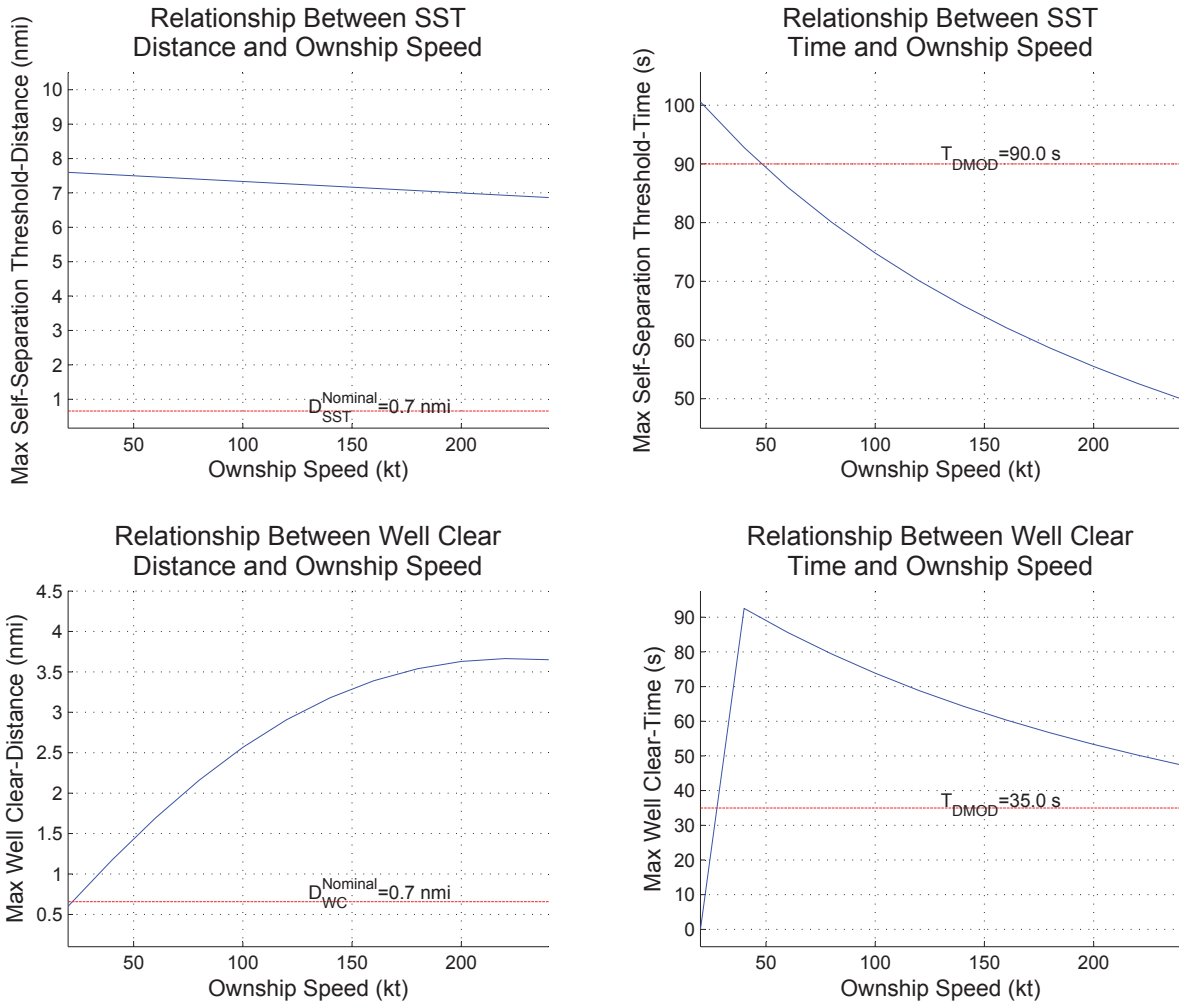 Relationship Between SST
Distance and Ownship Speed
Max Self-Separation Threshold-Distance (nmi)
10
9
8
7
6
5
4
3
2
1
D_SST^Nominal=0.7 nmi
50 100 150 200
Ownship Speed (kt)
Relationship Between SST
Time and Ownship Speed
Max Self-Separation Threshold-Time (s)
100
90
80
70
60
50
T_DMOD=90.0 s
50 100 150 200
Ownship Speed (kt)
Relationship Between Well Clear
Distance and Ownship Speed
Max Well Clear-Distance (nmi)
4.5
4
3.5
3
2.5
2
1.5
1
0.5
D_WC^Nominal=0.7 nmi
50 100 150 200
Ownship Speed (kt)
Relationship Between Well Clear
Time and Ownship Speed
Max Well Clear-Time (s)
90
80
70
60
50
40
30
20
10
0
T_DMOD=35.0 s
50 100 150 200
Ownship Speed (kt)